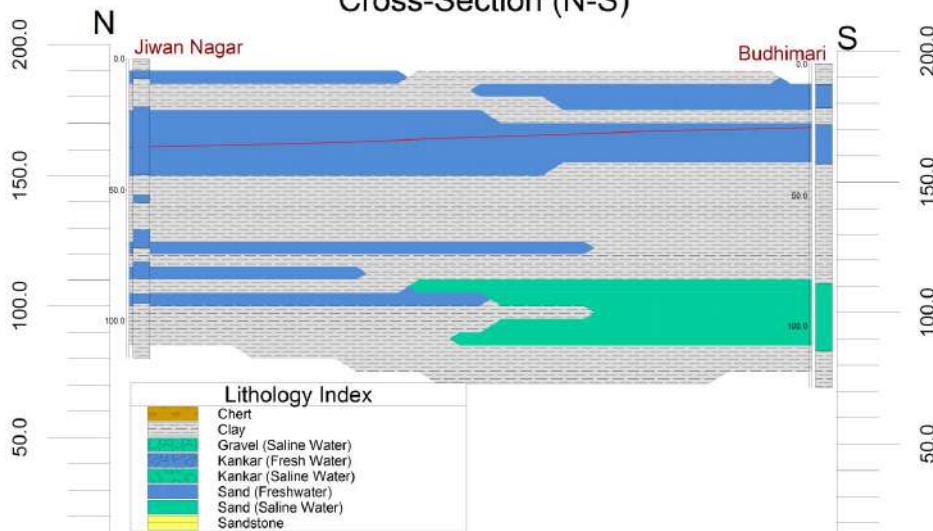 Cross-Section (N-S)
N
S
Jiwan Nagar
Budhimari
200.0
200.0
0.0
0.0
150.0
150.0
50.0
50.0
100.0
100.0
100.0
100.0
50.0
50.0
Lithology Index
Chert
Clay
Gravel (Saline Water)
Kankar (Fresh Water)
Kankar (Saline Water)
Sand (Freshwater)
Sand (Saline Water)
Sandstone